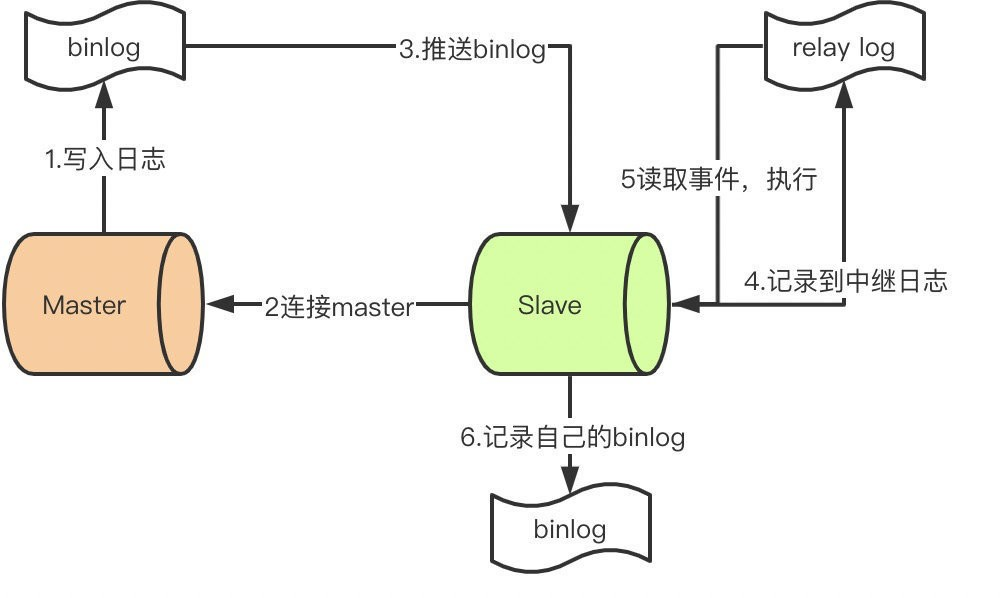 binlog
3.推送binlog
relay log
1.写入日志
5读取事件，执行
4.记录到中继日志
Master
2连接master
Slave
6.记录自己的binlog
binlog